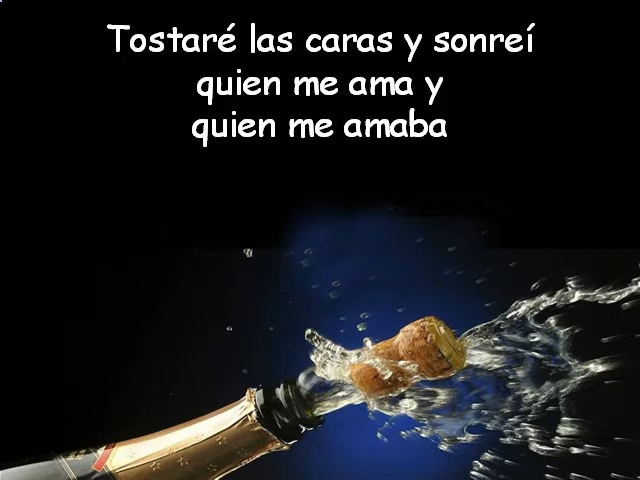 Tostaré las caras y sonreí
quien me ama y
quien me amaba